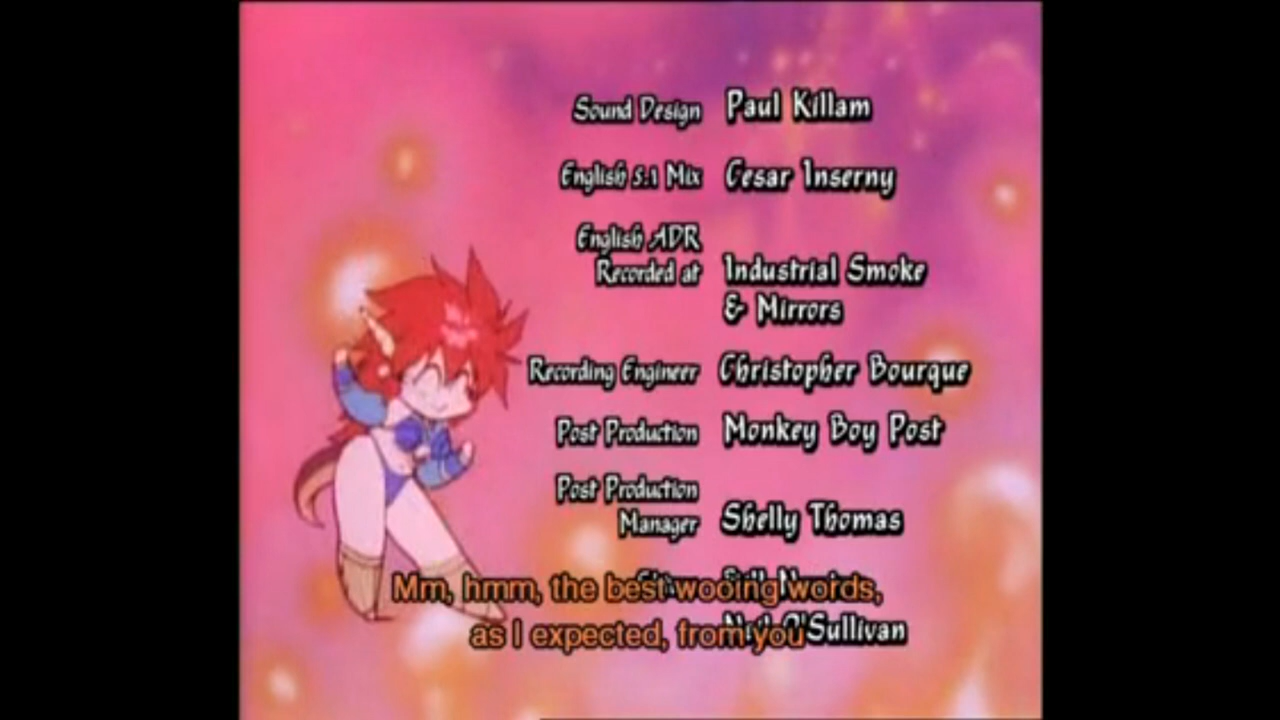 Sound Design Paul Killam
English 5.1 Mix Cesar Inserny
English ADR
Recorded at Industrial Smoke
& Mirrors
Recording Engineer Christopher Bourque
Post Production Monkey Boy Post
Post Production
Manager Shelly Thomas
Mm, hmm, the best wooing words,
as I expected, from you
O'Sullivan